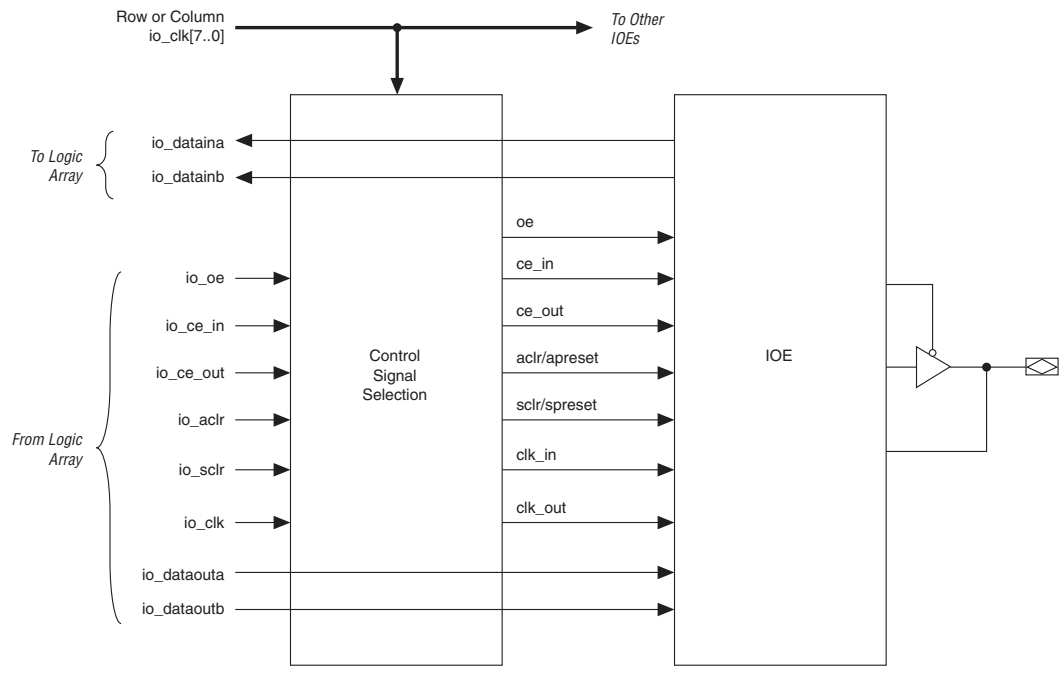 Row or Column
io_clk[7..0]
To Other
IOEs
To Logic
Array
io_dataina
io_datainb
oe
ce_in
ce_out
aclr/apreset
sclr/spreset
clk_in
clk_out
From Logic
Array
io_oe
io_ce_in
io_ce_out
io_aclr
io_sclr
io_clk
io_dataouta
io_dataoutb
Control
Signal
Selection
IOE